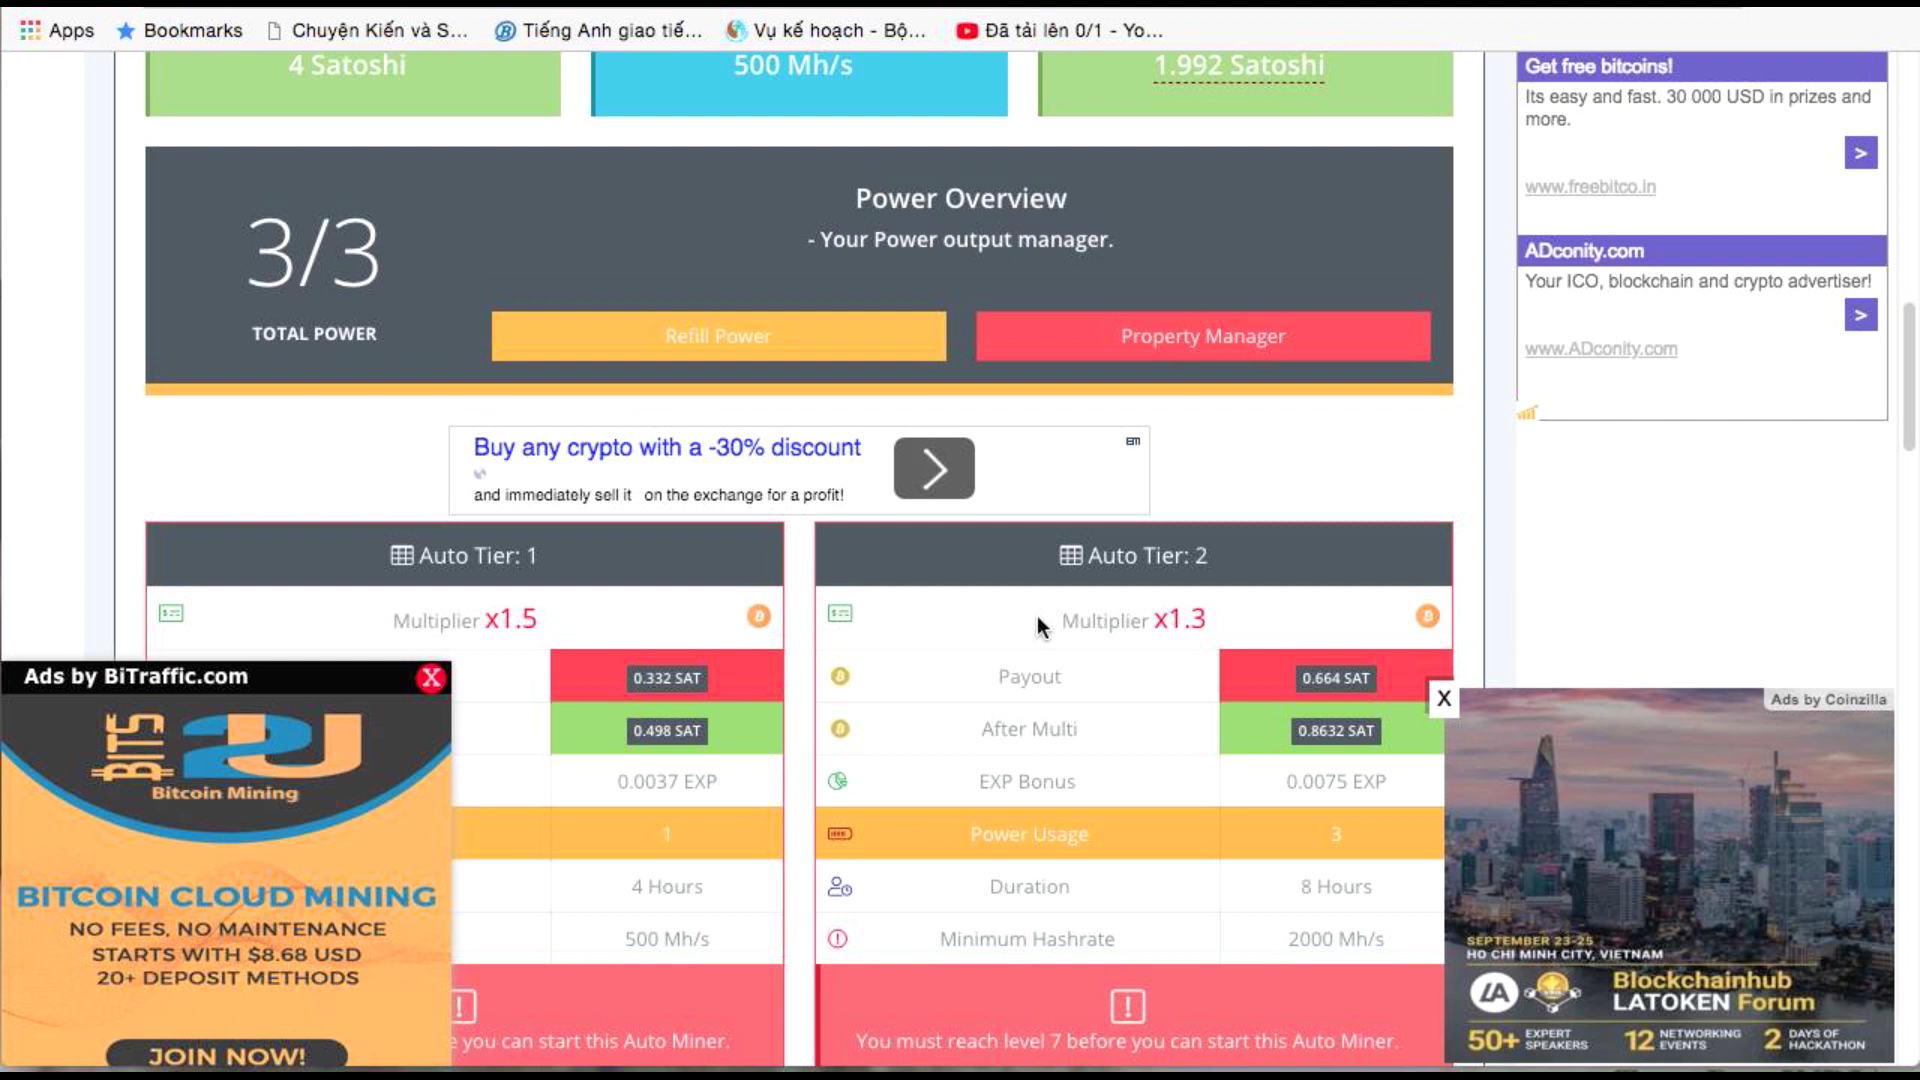 Apps Bookmarks Chuyện Kiến và S... Tiếng Anh giao tiế... Vụ kế hoạch - Bộ... Đã tải lên 0/1 - Yo...
4 Satoshi
500 Mh/s
1.992 Satoshi
3/3
TOTAL POWER
Power Overview
- Your Power output manager.
Refill Power
Property Manager
Buy any crypto with a -30% discount
and immediately sell it on the exchange for a profit!
Auto Tier: 1
Multiplier x1.5
0.332 SAT
0.498 SAT
0.0037 EXP
1
4 Hours
500 Mh/s
you can start this Auto Miner.
Auto Tier: 2
Multiplier x1.3
Payout 0.664 SAT
After Multi 0.8632 SAT
EXP Bonus 0.0075 EXP
Power Usage 3
Duration 8 Hours
Minimum Hashrate 2000 Mh/s
You must reach level 7 before you can start this Auto Miner.
Get free bitcoins!
Its easy and fast. 30 000 USD in prizes and
more.
>
www.freebitco.in
ADconity.com
Your ICO, blockchain and crypto advertiser!
>
www.ADconity.com
Ads by BiTraffic.com X
BITS 2U
Bitcoin Mining
BITCOIN CLOUD MINING
NO FEES, NO MAINTENANCE
STARTS WITH $8.68 USD
20+ DEPOSIT METHODS
JOIN NOW!
X
Ads by Coinzilla
SEPTEMBER 23-25
HO CHI MINH CITY, VIETNAM
LA
Blockchainhub
LATOKEN Forum
50+ EXPERT SPEAKERS
12 NETWORKING EVENTS
2 DAYS OF HACKATHON